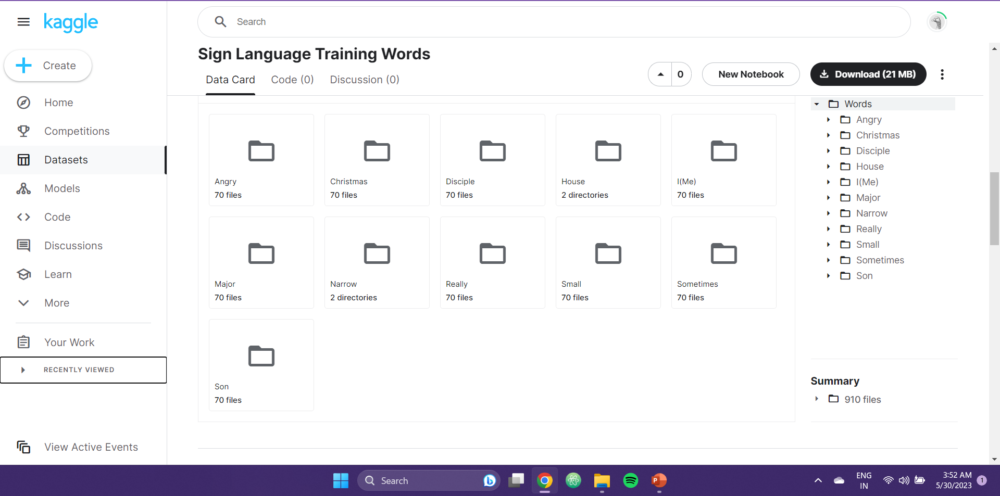 kaggle
Search
Create
Home
Competitions
Datasets
Models
Code
Discussions
Learn
More
Your Work
RECENTLY VIEWED
View Active Events
Sign Language Training Words
Data Card Code (0) Discussion (0)
0 New Notebook Download (21 MB)
Angry
70 files
Christmas
70 files
Disciple
70 files
House
2 directories
I(Me)
70 files
Major
70 files
Narrow
2 directories
Really
70 files
Small
70 files
Sometimes
70 files
Son
70 files
Words
Angry
Christmas
Disciple
House
I(Me)
Major
Narrow
Really
Small
Sometimes
Son
Summary
910 files
Search
ENG
IN
3:52 AM
5/30/2023
1